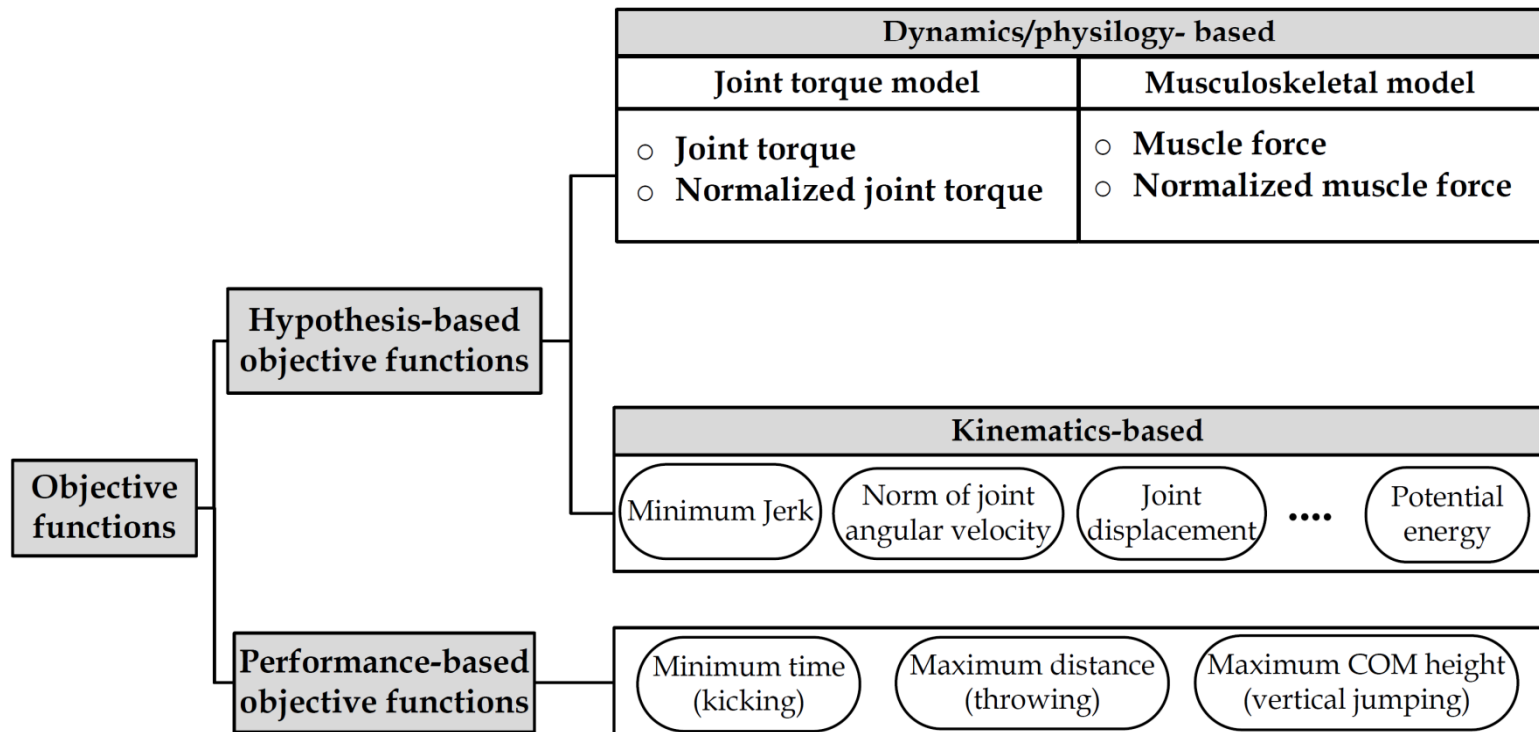 Dynamics/physilogy- based
Joint torque model
Musculoskeletal model
○ Joint torque
○ Normalized joint torque
○ Muscle force
○ Normalized muscle force
Hypothesis-based
objective functions
Kinematics-based
Minimum Jerk
Norm of joint
angular velocity
Joint
displacement
....
Potential
energy
Objective
functions
Performance-based
objective functions
Minimum time
(kicking)
Maximum distance
(throwing)
Maximum COM height
(vertical jumping)